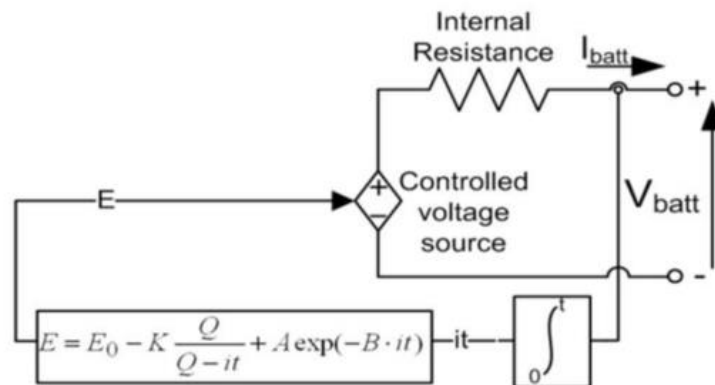 Internal
Resistance
I_batt
+
E
+
−
Controlled
voltage
source
V_batt
-
E = E_0 − K Q/(Q − it) + A exp(−B · it)
it
∫_0^t